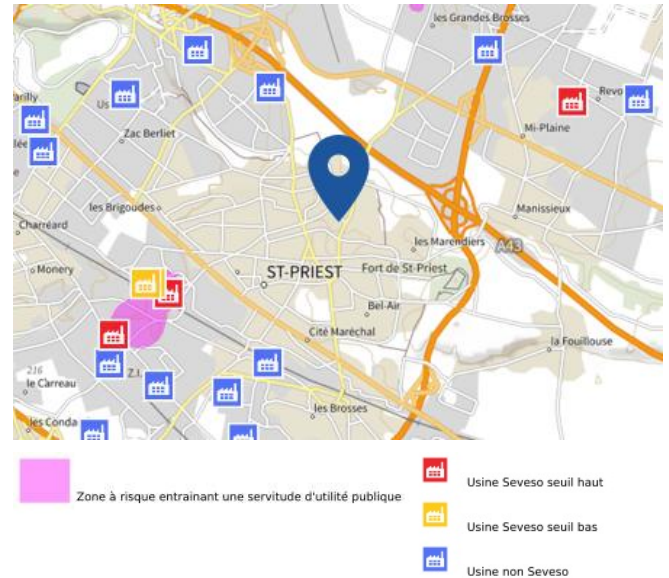 les Grandes Brosses
arilly
Us
Revo
Zac Berliet
Mi-Plaine
lée
les Brigoudes
Manissieux
Charréard
les Marendiers
A43
Monery
ST-PRIEST
Fort de St-Priest
Bel-Air
Cité Maréchal
la Fouillouse
216
Z.I.
le Carreau
les Brosses
les Conda
Zone à risque entrainant une servitude d'utilité publique
Usine Seveso seuil haut
Usine Seveso seuil bas
Usine non Seveso